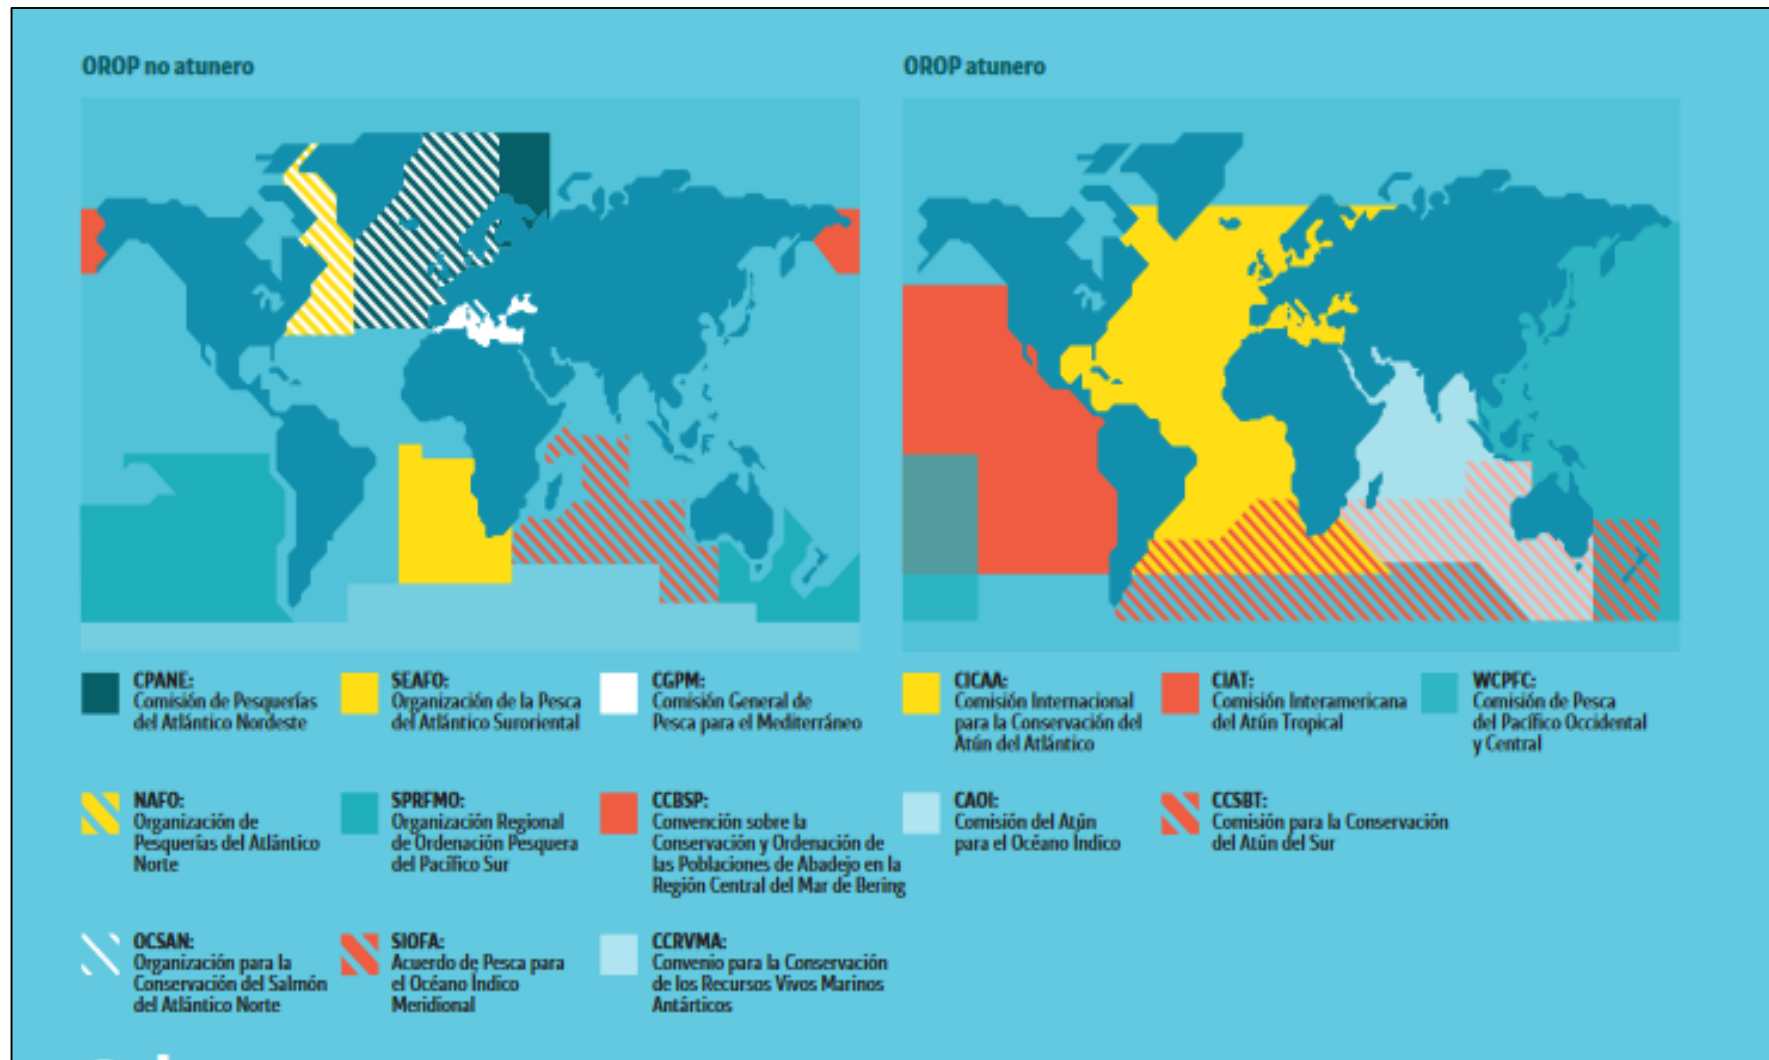 OROP no atunero
OROP atunero
CPANE:
Comisión de Pesquerías
del Atlántico Nordeste
SEAFO:
Organización de la Pesca
del Atlántico Suroriental
CGPM:
Comisión General de
Pesca para el Mediterráneo
CICAA:
Comisión Internacional
para la Conservación del
Atún del Atlántico
CIAT:
Comisión Interamericana
del Atún Tropical
WCPFC:
Comisión de Pesca
del Pacífico Occidental
y Central
NAFO:
Organización de
Pesquerías del Atlántico
Norte
SPRFMO:
Organización Regional
de Ordenación Pesquera
del Pacífico Sur
CCBSP:
Convención sobre la
Conservación y Ordenación de
las Poblaciones de Abadejo en la
Región Central del Mar de Bering
CAOI:
Comisión del Atún
para el Océano Índico
CCSBT:
Comisión para la Conservación
del Atún del Sur
OCSAN:
Organización para la
Conservación del Salmón
del Atlántico Norte
SIOFA:
Acuerdo de Pesca para
el Océano Índico
Meridional
CCRVMA:
Convenio para la Conservación
de los Recursos Vivos Marinos
Antárticos